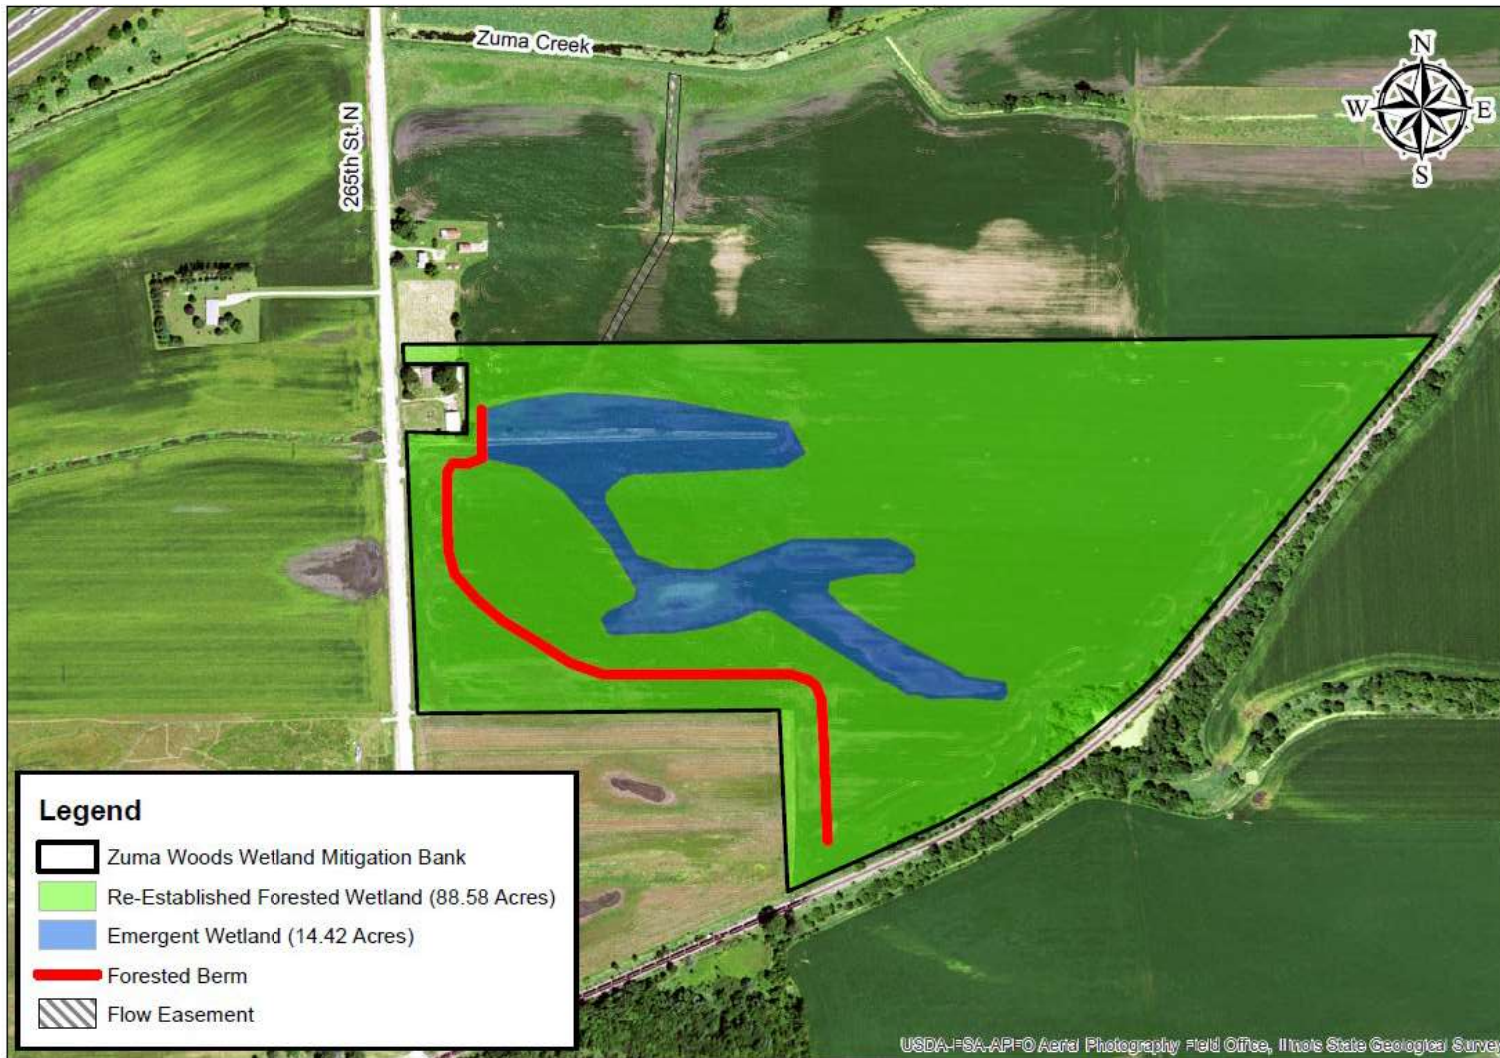 Zuma Creek
265th St. N
N
W
E
S
Legend
Zuma Woods Wetland Mitigation Bank
Re-Established Forested Wetland (88.58 Acres)
Emergent Wetland (14.42 Acres)
Forested Berm
Flow Easement
USDA-FSA-APFO Aerial Photography Field Office, Illinois State Geological Survey